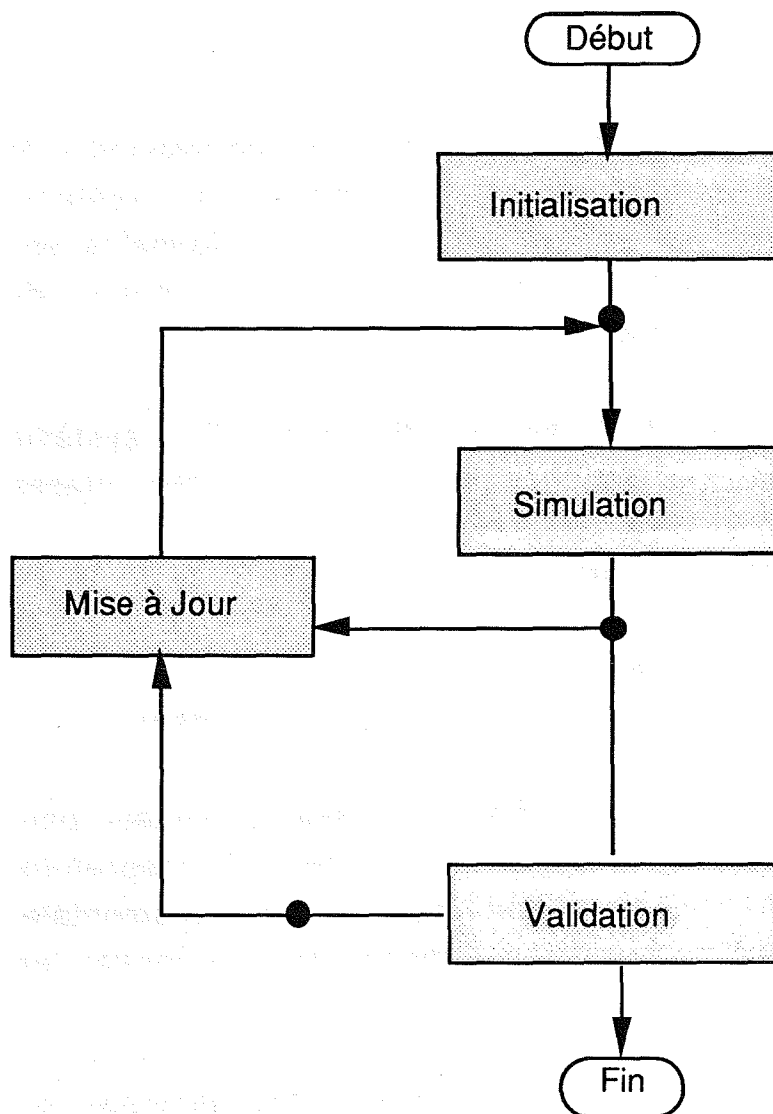 Début
Initialisation
Simulation
Mise à Jour
Validation
Fin